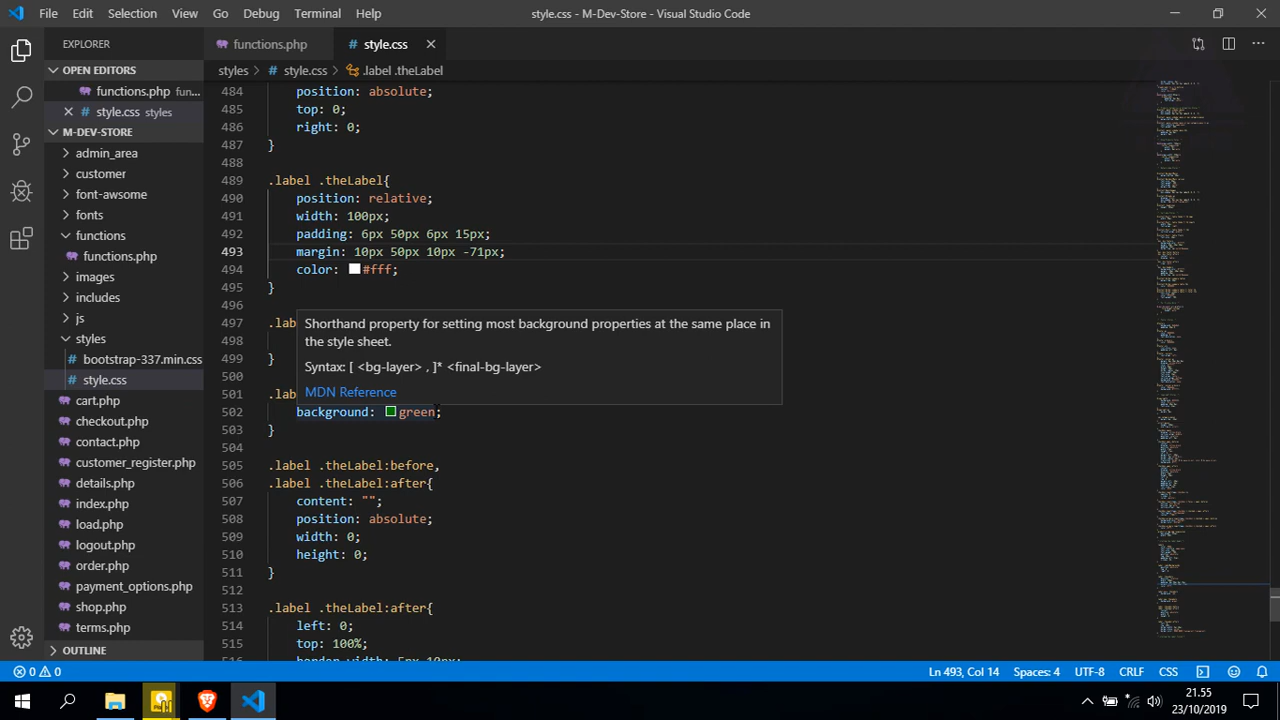 File Edit Selection View Go Debug Terminal Help
style.css - M-Dev-Store - Visual Studio Code
EXPLORER
OPEN EDITORS
functions.php fun...
style.css styles
M-DEV-STORE
admin_area
customer
font-awsome
fonts
functions
functions.php
images
includes
js
styles
bootstrap-337.min.css
style.css
cart.php
checkout.php
contact.php
customer_register.php
details.php
index.php
load.php
logout.php
order.php
payment_options.php
shop.php
terms.php
OUTLINE
functions.php style.css
styles > style.css > .label .theLabel
484 position: absolute;
485 top: 0;
486 right: 0;
487 }
488
489 .label .theLabel{
490 position: relative;
491 width: 100px;
492 padding: 6px 50px 6px 15px;
493 margin: 10px 50px 10px -71px;
494 color: #fff;
495 }
496
497 .lab
Shorthand property for setting most background properties at the same place in
the style sheet.
Syntax: [ <bg-layer> , ]* <final-bg-layer>
MDN Reference
498
499 }
500
501 .lab
502 background: green;
503 }
504
505 .label .theLabel:before,
506 .label .theLabel:after{
507 content: "";
508 position: absolute;
509 width: 0;
510 height: 0;
511 }
512
513 .label .theLabel:after{
514 left: 0;
515 top: 100%;
516 border-width: 5px 10px;
0 0
Ln 493, Col 14 Spaces: 4 UTF-8 CRLF CSS
21.55
23/10/2019